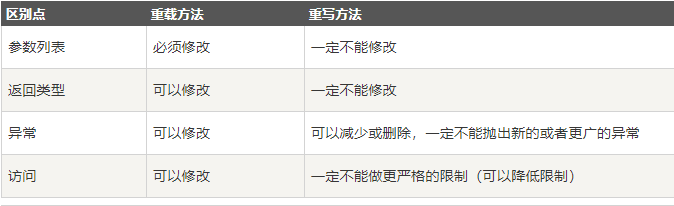 区别点 重载方法 重写方法
参数列表 必须修改 一定不能修改
返回类型 可以修改 一定不能修改
异常 可以修改 可以减少或删除，一定不能抛出新的或者更广的异常
访问 可以修改 一定不能做更严格的限制（可以降低限制）